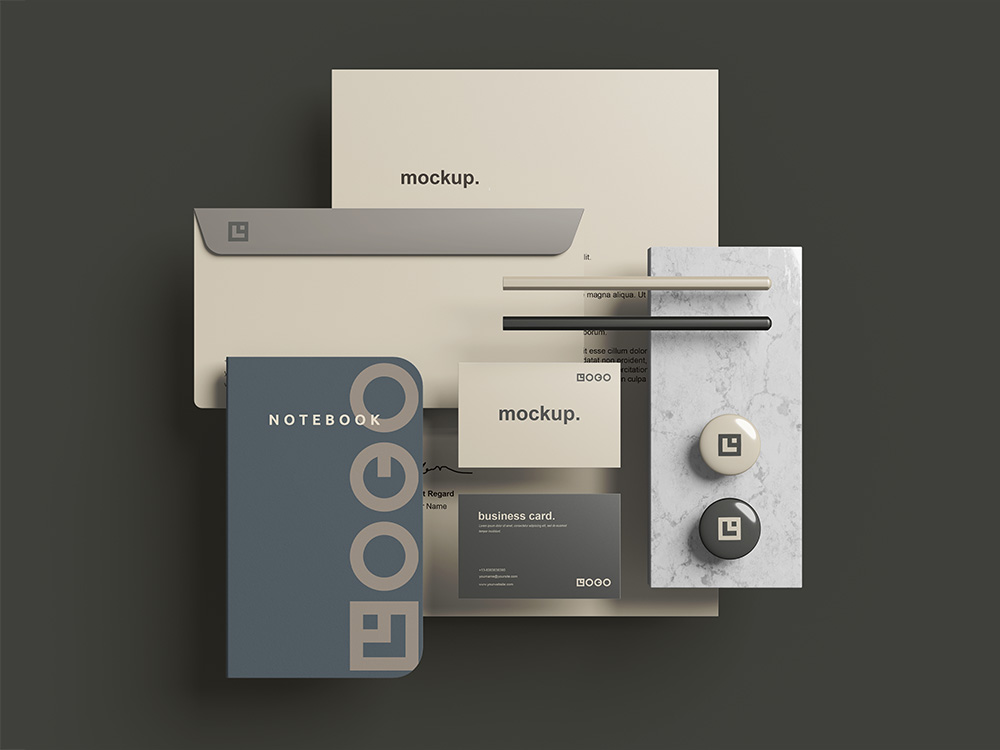 mockup.
lit.
magna aliqua. Ut
borum.
it esse cillum dolor
datat non proident,
n culpa
LOGO
mockup.
NOTEBOOK
LOGO
t Regard
Name
business card.
LOGO